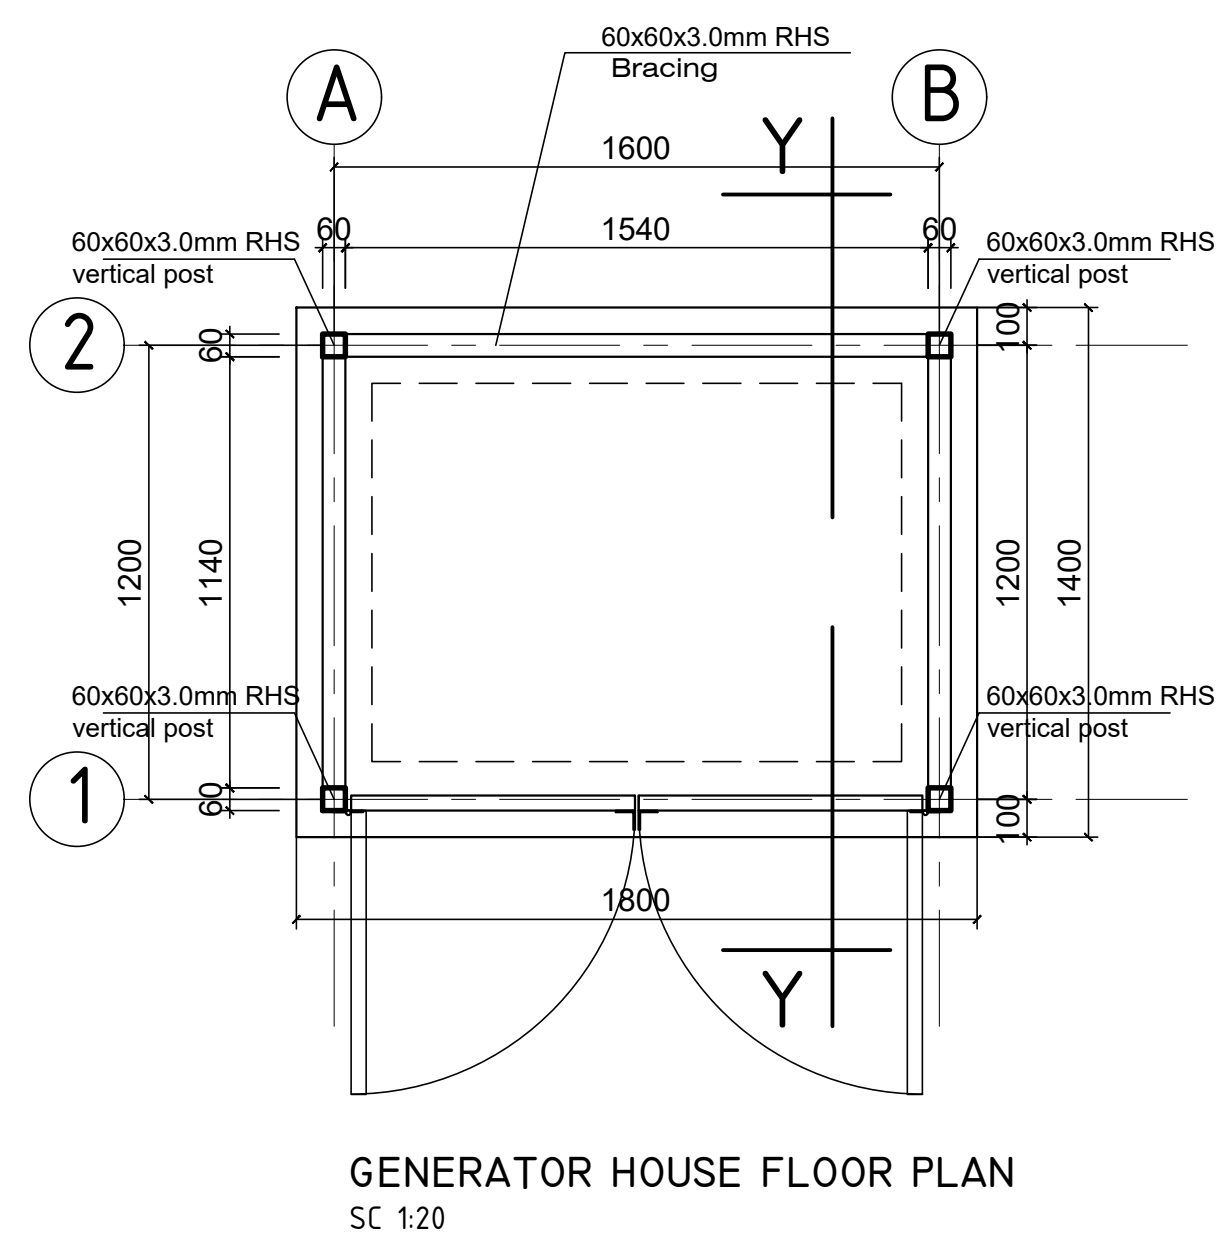 60x60x3.0mm RHS
Bracing
A
B
1600
Y
60
1540
60
60x60x3.0mm RHS
vertical post
60x60x3.0mm RHS
vertical post
2
60
100
1200
1140
1200
1400
60x60x3.0mm RHS
vertical post
60x60x3.0mm RHS
vertical post
1
60
100
1800
Y
GENERATOR HOUSE FLOOR PLAN
SC 1:20